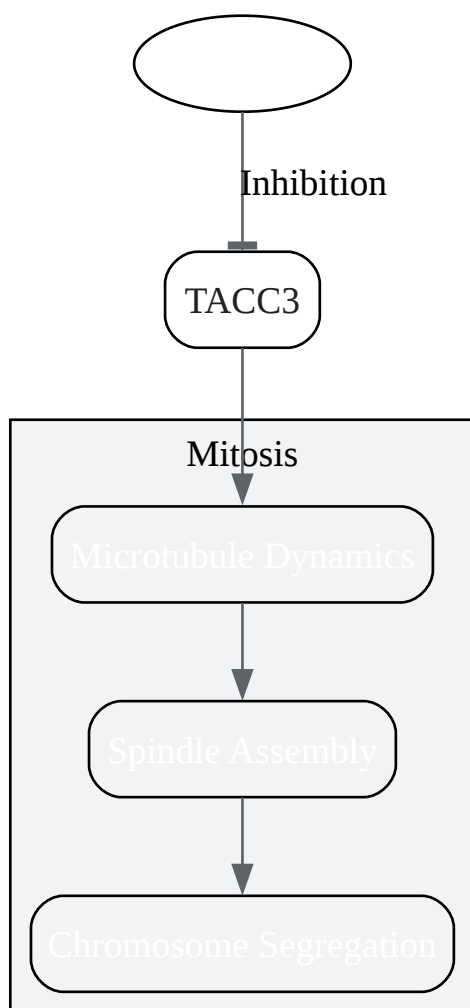 Inhibition
TACC3
Mitosis
Microtubule Dynamics
Spindle Assembly
Chromosome Segregation